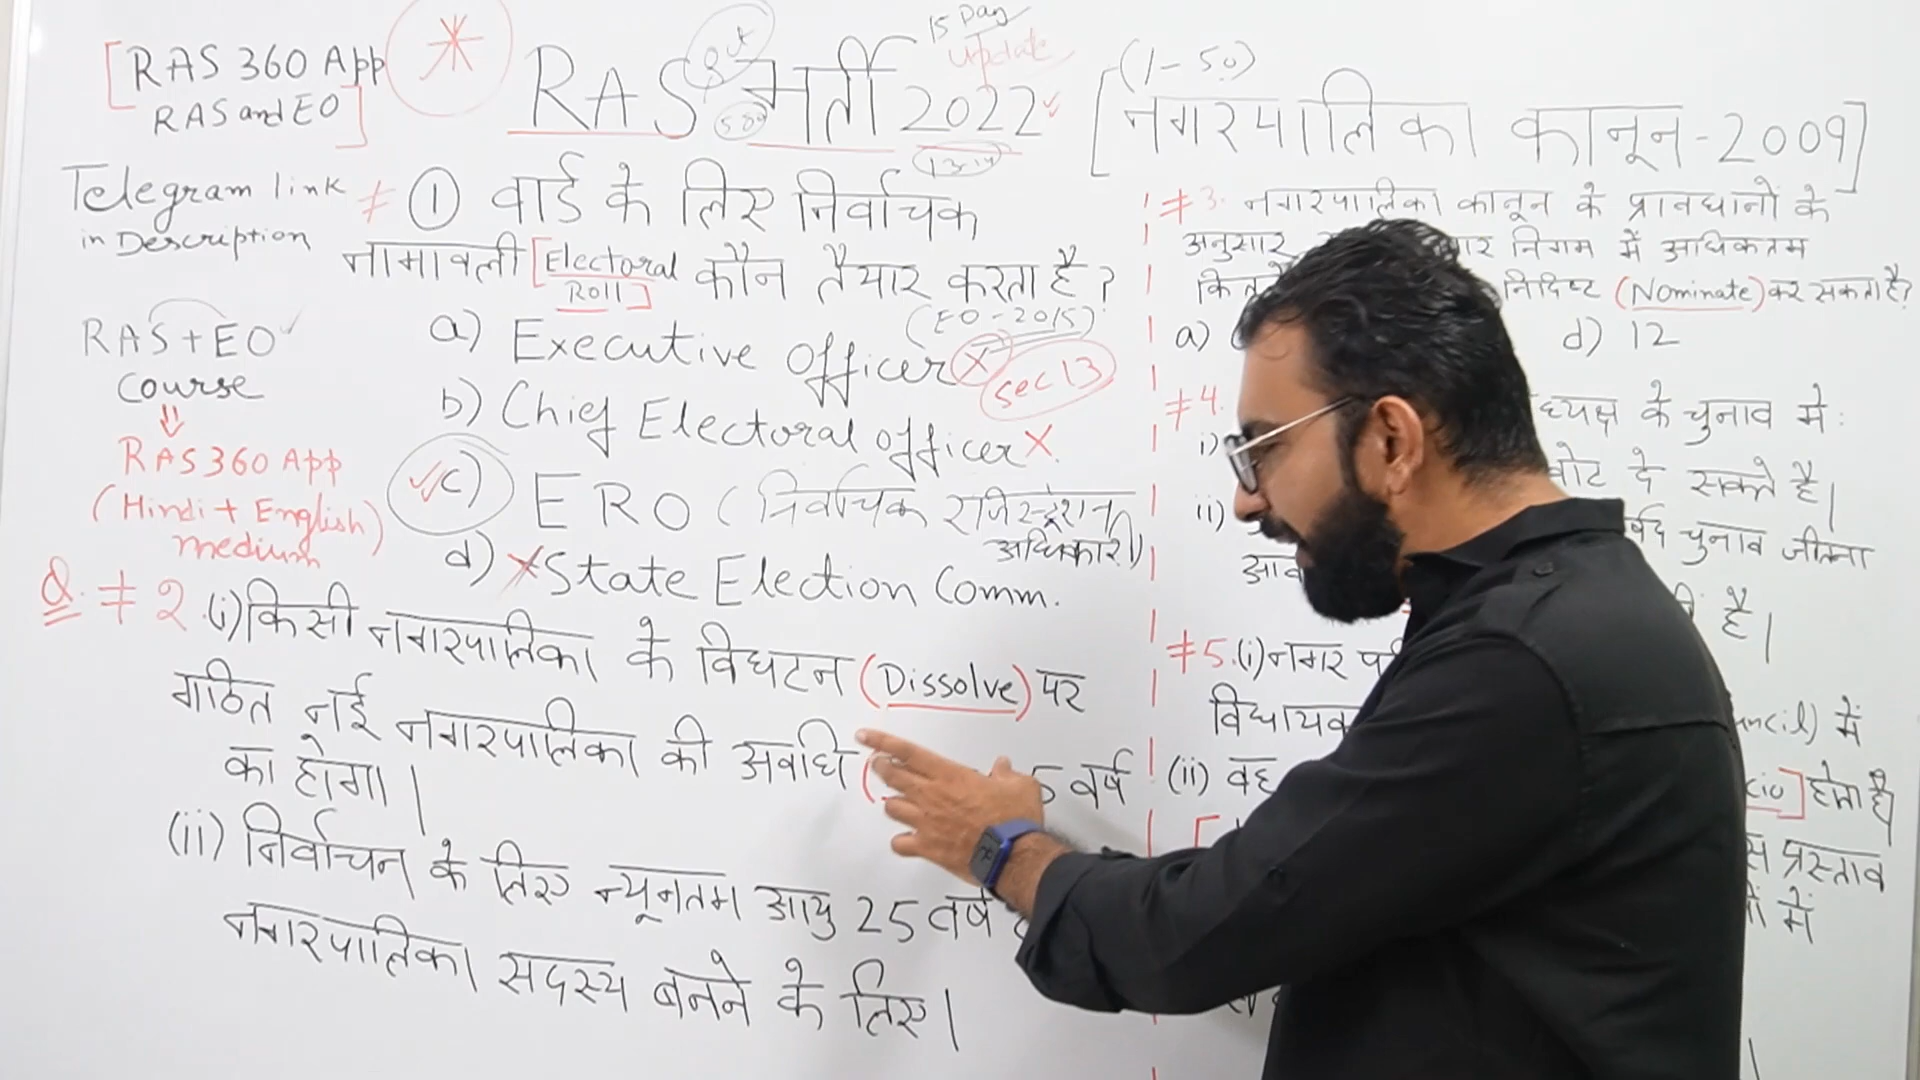 [RAS 360 App
RAS and EO]
RAS भर्ती 2022
15 Day
Update
(1-50)
[नगरपालिका कानून-2009]
Telegram link
in Description
RAS+EO
Course
RAS 360 App
(Hindi + English)
medium
# ① वार्ड के लिए निर्वाचक
नामावली [Electoral
Roll] कौन तैयार करता है?
(EO-2015)
a) Executive officer X
Sec 13
b) Chief Electoral officer X
c) ERO (निर्वाचक रजिस्ट्रेशन
अधिकारी)
d) X State Election Comm.
Q. # 2. (i) किसी नगरपालिका के विघटन (Dissolve) पर
गठित नई नगरपालिका की अवधि 5 वर्ष
का होगा।
(ii) निर्वाचन के लिए न्यूनतम आयु 25 वर्ष
नगरपालिका सदस्य बनने के लिए।
#3. नगरपालिका कानून के प्रावधानों के
अनुसार निगम में अधिकतम
निर्दिष्ट (Nominate) कर सकता है?
a) d) 12
#4. के चुनाव में:
i) वोट दे सकते है।
ii) चुनाव जीतना
है।
#5. (i) नगर
में
(ii) वह होता है
प्रस्ताव
में